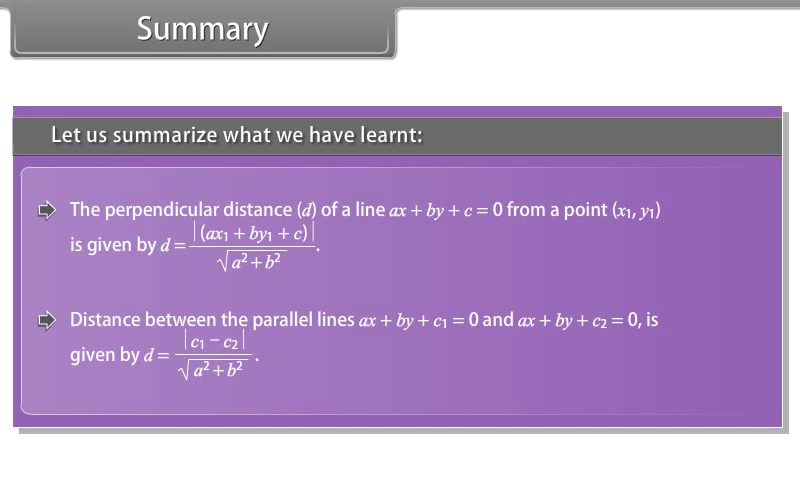 Summary
Let us summarize what we have learnt:
The perpendicular distance (d) of a line ax + by + c = 0 from a point (x₁, y₁)
is given by d = |(ax₁ + by₁ + c)| / √(a² + b²).
Distance between the parallel lines ax + by + c₁ = 0 and ax + by + c₂ = 0, is
given by d = |c₁ − c₂| / √(a² + b²).